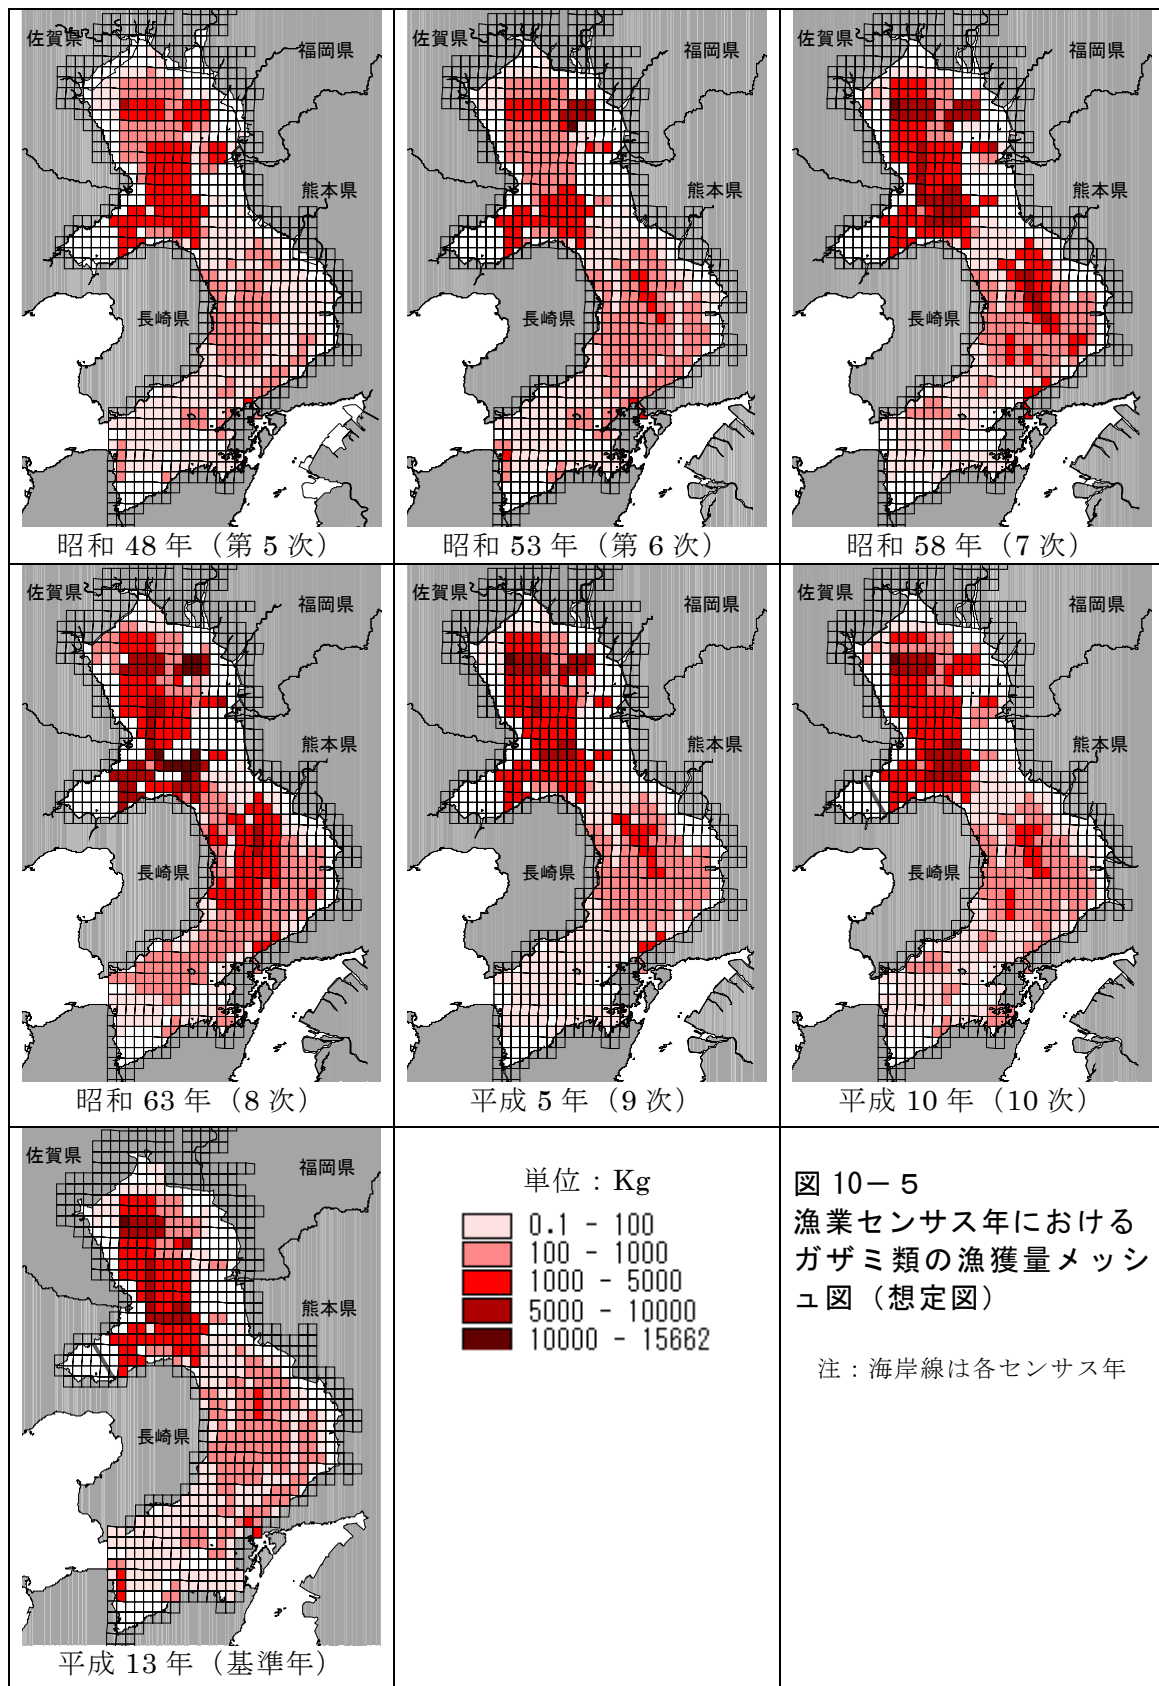 佐賀県
福岡県
熊本県
長崎県
昭和 48 年（第 5 次）
佐賀県
福岡県
熊本県
長崎県
昭和 53 年（第 6 次）
佐賀県
福岡県
熊本県
長崎県
昭和 58 年（7 次）
佐賀県
福岡県
熊本県
長崎県
昭和 63 年（8 次）
佐賀県
福岡県
熊本県
長崎県
平成 5 年（9 次）
佐賀県
福岡県
熊本県
長崎県
平成 10 年（10 次）
佐賀県
福岡県
熊本県
長崎県
平成 13 年（基準年）
単位：Kg
0.1 - 100
100 - 1000
1000 - 5000
5000 - 10000
10000 - 15662
図 10－5
漁業センサス年における
ガザミ類の漁獲量メッシ
ュ図（想定図）
注：海岸線は各センサス年